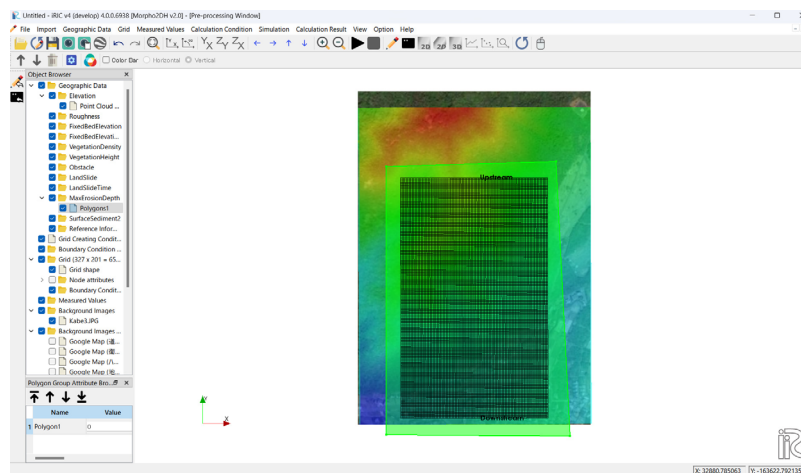 Untitled - iRIC v4 (develop) 4.0.0.6938 [Morpho2DH v2.0] - [Pre-processing Window]
File Import Geographic Data Grid Measured Values Calculation Condition Simulation Calculation Result View Option Help
Color Bar Horizontal Vertical
Object Browser
Geographic Data
Elevation
Point Cloud ...
Roughness
FixedBedElevation
FixedBedElevati...
VegetationDensity
VegetationHeight
Obstacle
LandSlide
LandSlideTime
MaxErosionDepth
Polygons1
SurfaceSediment2
Reference Infor...
Grid Creating Condit...
Boundary Condition ...
Grid (327 x 201 = 65...
Grid shape
Node attributes
Boundary Condit...
Measured Values
Background Images
Kabe3.JPG
Background Images ...
Google Map
Google Map
Google Map
Google Map
Upstream
Downstream
Y
X
Polygon Group Attribute Bro...
Name Value
1 Polygon1 0
X: 32880.785063 Y: -163622.792135